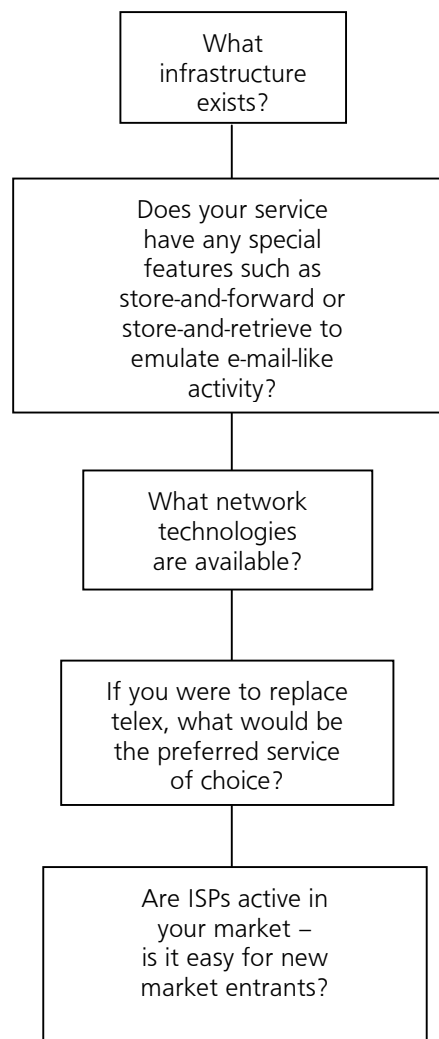 What
infrastructure
exists?
Does your service
have any special
features such as
store-and-forward or
store-and-retrieve to
emulate e-mail-like
activity?
What network
technologies
are available?
If you were to replace
telex, what would be
the preferred service
of choice?
Are ISPs active in
your market –
is it easy for new
market entrants?